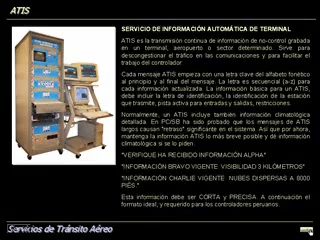 ATIS
SERVICIO DE INFORMACIÓN AUTOMÁTICA DE TERMINAL
ATIS es la transmisión continua de información de no-control grabada
en un terminal, aeropuerto o sector determinado. Sirve para
descongestionar el tráfico en las comunicaciones y para facilitar el
trabajo del controlador.
Cada mensaje ATIS empieza con una letra clave del alfabeto fonético
al principio y al final del mensaje. La letra es secuencial (a-z) para
cada información actualizada. La información básica para un ATIS,
debe incluir la letra de identificación, la identificación de la estación
que trasmite, pista activa para entradas y salidas, restricciones.
Normalmente, un ATIS incluye también información climatológica
detallada. En PC/SB ha sido probado que los mensajes de ATIS
largos causan "retraso" significante en el sistema. Así que por ahora,
mantenga la información ATIS lo más breve posible y dé información
climatológica si se lo piden
"VERIFIQUE HA RECIBIDO INFORMACIÓN ALPHA"
"INFORMACIÓN BRAVO VIGENTE: VISIBILIDAD 3 KILÓMETROS"
"INFORMACIÓN CHARLIE VIGENTE: NUBES DISPERSAS A 8000
PIÉS."
Esta información debe ser CORTA y PRECISA. A continuación el
formato ideal, y requerido para los controladores peruanos:
Servicios de Tránsito Aéreo